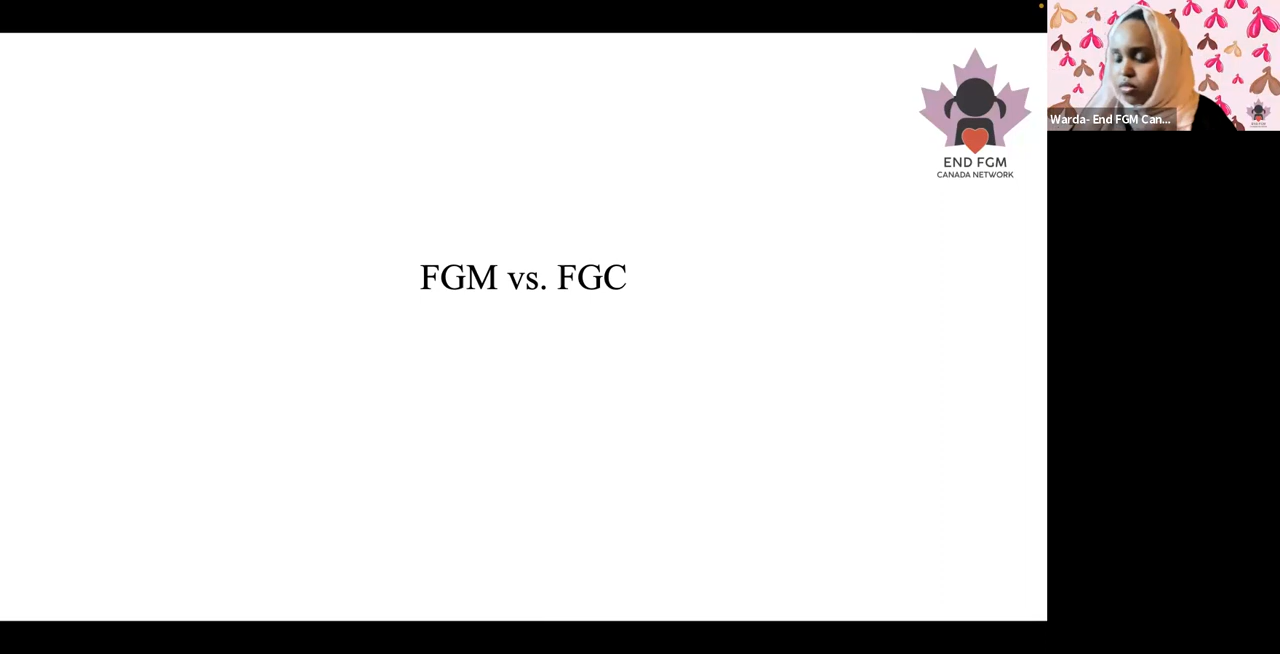 END FGM
CANADA NETWORK
Warda- End FGM Can...
FGM vs. FGC